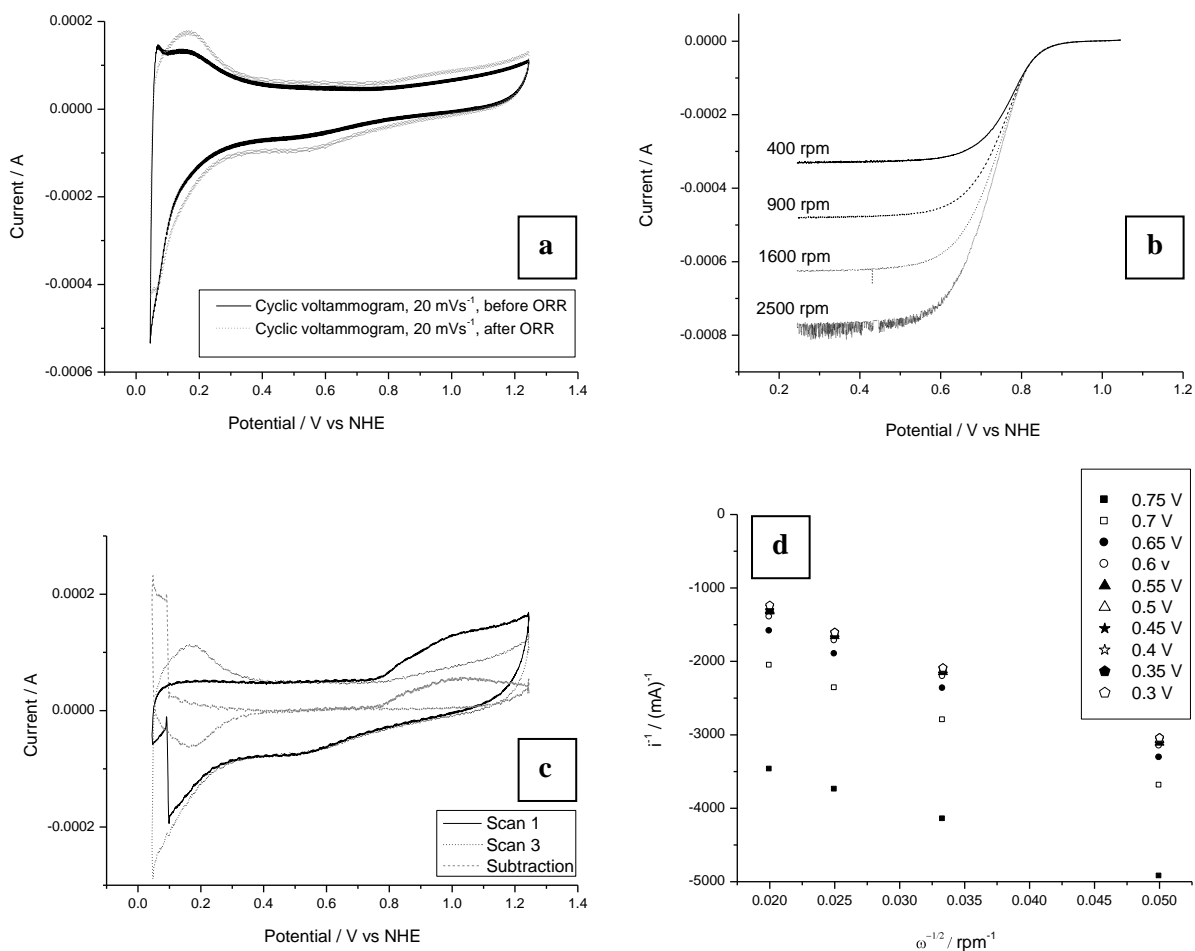 0.0002
0.0000
-0.0002
-0.0004
-0.0006
Current / A
a
Cyclic voltammogram, 20 mVs-1, before ORR
Cyclic voltammogram, 20 mVs-1, after ORR
0.0 0.2 0.4 0.6 0.8 1.0 1.2 1.4
Potential / V vs NHE
0.0000
-0.0002
-0.0004
-0.0006
-0.0008
Current / A
400 rpm
900 rpm
1600 rpm
2500 rpm
b
0.2 0.4 0.6 0.8 1.0 1.2
Potential / V vs NHE
0.0002
0.0000
-0.0002
Current / A
c
Scan 1
Scan 3
Subtraction
0.0 0.2 0.4 0.6 0.8 1.0 1.2 1.4
Potential / V vs NHE
0
-1000
-2000
-3000
-4000
-5000
i-1 / (mA)-1
d
0.75 V
0.7 V
0.65 V
0.6 v
0.55 V
0.5 V
0.45 V
0.4 V
0.35 V
0.3 V
0.020 0.025 0.030 0.035 0.040 0.045 0.050
ω-1/2 / rpm-1